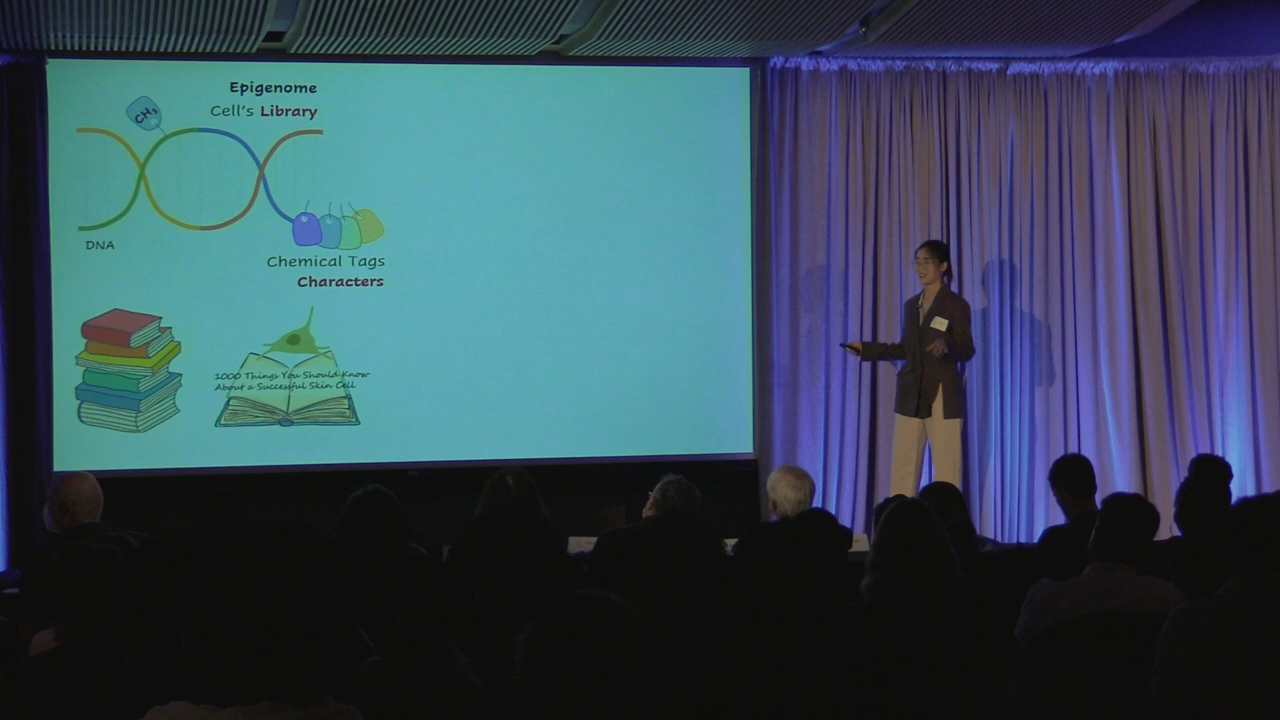 Epigenome
Cell's Library
CH₃
DNA
Chemical Tags
Characters
1000 Things You Should Know
About a Successful Skin Cell